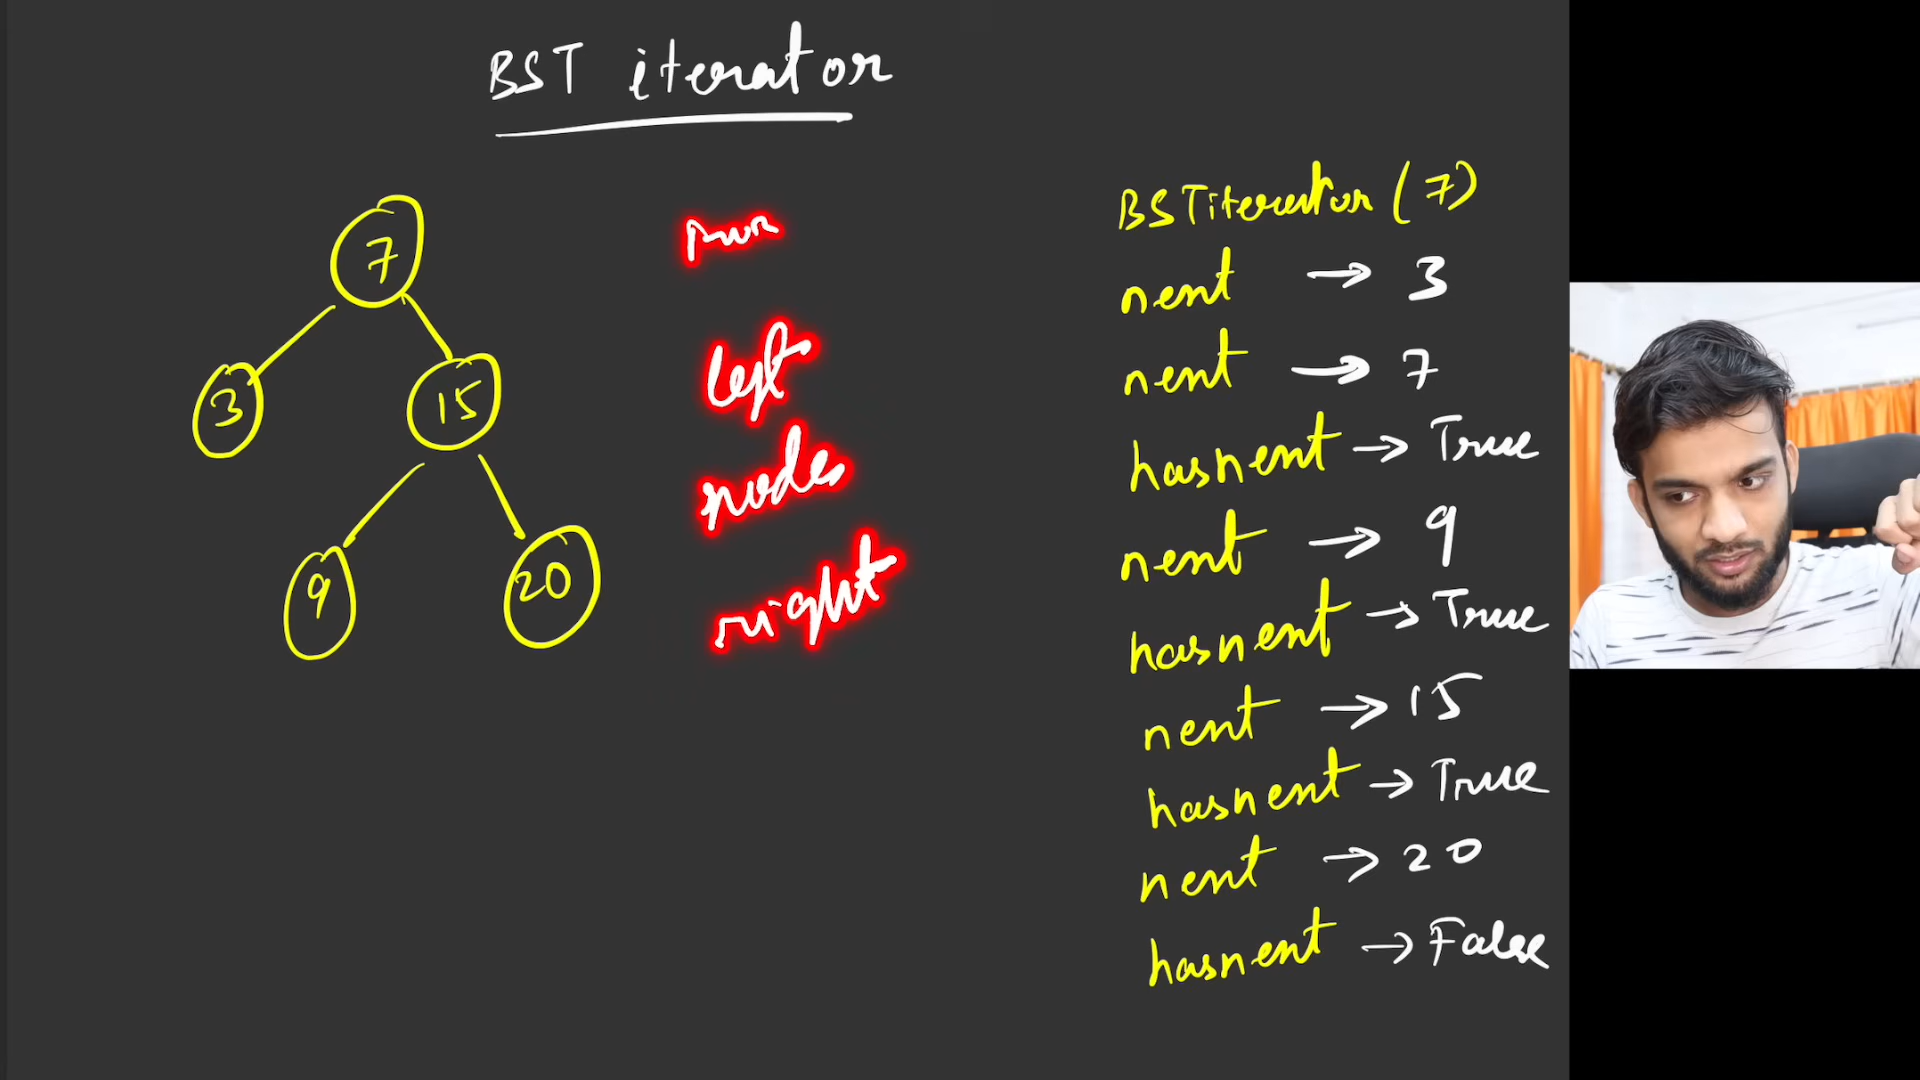 BST iterator
7
3
15
9
20
left
node
right
BSTiterator (7)
next → 3
next → 7
hasnext → True
next → 9
hasnext → True
next → 15
hasnext → True
next → 20
hasnext → False